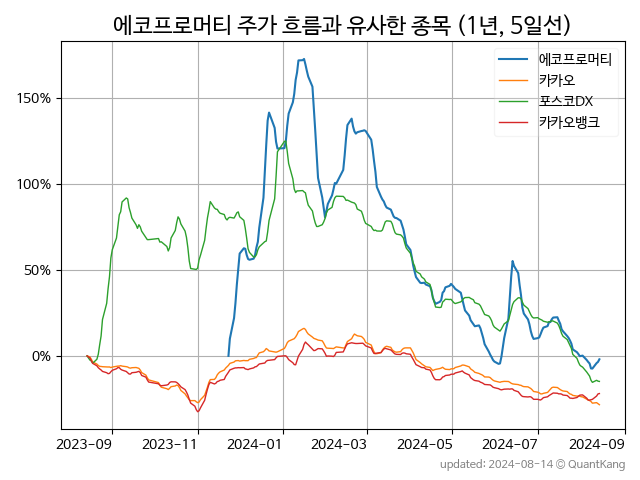 에코프로머티 주가 흐름과 유사한 종목 (1년, 5일선)
에코프로머티
카카오
포스코DX
카카오뱅크
150%
100%
50%
0%
2023-09 2023-11 2024-01 2024-03 2024-05 2024-07 2024-09
updated: 2024-08-14 © QuantKang